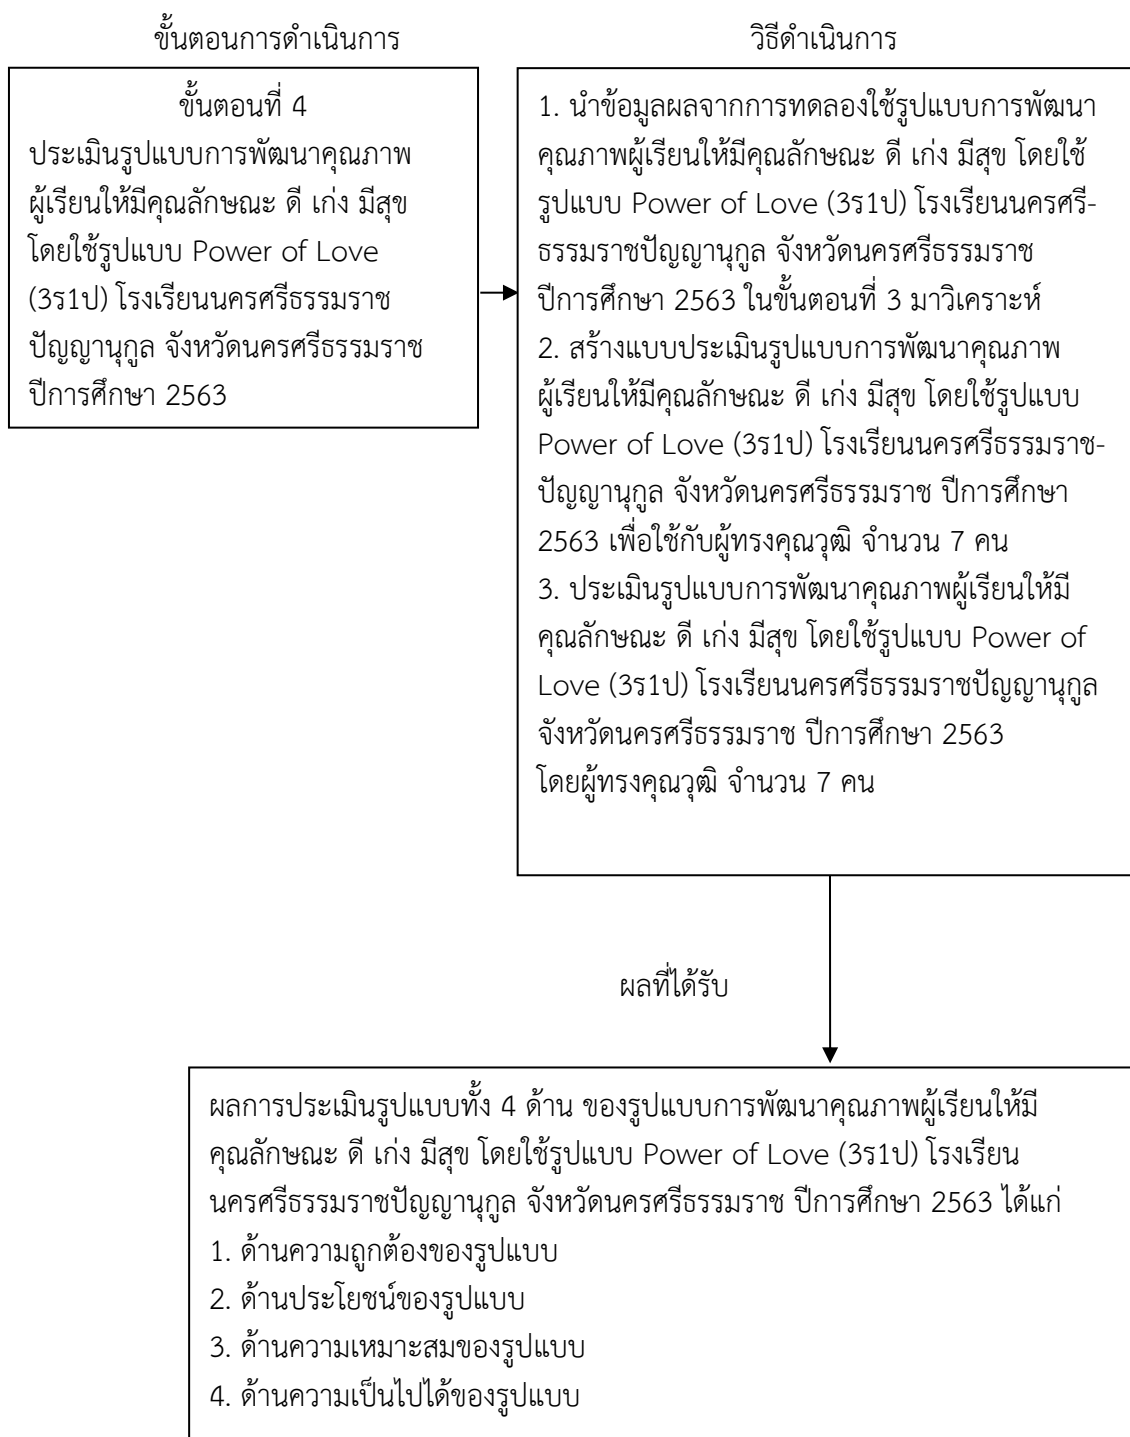 ขั้นตอนการดำเนินการ
วิธีดำเนินการ
ขั้นตอนที่ 4
ประเมินรูปแบบการพัฒนาคุณภาพ
ผู้เรียนให้มีคุณลักษณะ ดี เก่ง มีสุข
โดยใช้รูปแบบ Power of Love
(3ร1ป) โรงเรียนนครศรีธรรมราช
ปัญญานุกูล จังหวัดนครศรีธรรมราช
ปีการศึกษา 2563
1. นำข้อมูลผลจากการทดลองใช้รูปแบบการพัฒนา
คุณภาพผู้เรียนให้มีคุณลักษณะ ดี เก่ง มีสุข โดยใช้
รูปแบบ Power of Love (3ร1ป) โรงเรียนนครศรี-
ธรรมราชปัญญานุกูล จังหวัดนครศรีธรรมราช
ปีการศึกษา 2563 ในขั้นตอนที่ 3 มาวิเคราะห์
2. สร้างแบบประเมินรูปแบบการพัฒนาคุณภาพ
ผู้เรียนให้มีคุณลักษณะ ดี เก่ง มีสุข โดยใช้รูปแบบ
Power of Love (3ร1ป) โรงเรียนนครศรีธรรมราช-
ปัญญานุกูล จังหวัดนครศรีธรรมราช ปีการศึกษา
2563 เพื่อใช้กับผู้ทรงคุณวุฒิ จำนวน 7 คน
3. ประเมินรูปแบบการพัฒนาคุณภาพผู้เรียนให้มี
คุณลักษณะ ดี เก่ง มีสุข โดยใช้รูปแบบ Power of
Love (3ร1ป) โรงเรียนนครศรีธรรมราชปัญญานุกูล
จังหวัดนครศรีธรรมราช ปีการศึกษา 2563
โดยผู้ทรงคุณวุฒิ จำนวน 7 คน
ผลที่ได้รับ
ผลการประเมินรูปแบบทั้ง 4 ด้าน ของรูปแบบการพัฒนาคุณภาพผู้เรียนให้มี
คุณลักษณะ ดี เก่ง มีสุข โดยใช้รูปแบบ Power of Love (3ร1ป) โรงเรียน
นครศรีธรรมราชปัญญานุกูล จังหวัดนครศรีธรรมราช ปีการศึกษา 2563 ได้แก่
1. ด้านความถูกต้องของรูปแบบ
2. ด้านประโยชน์ของรูปแบบ
3. ด้านความเหมาะสมของรูปแบบ
4. ด้านความเป็นไปได้ของรูปแบบ